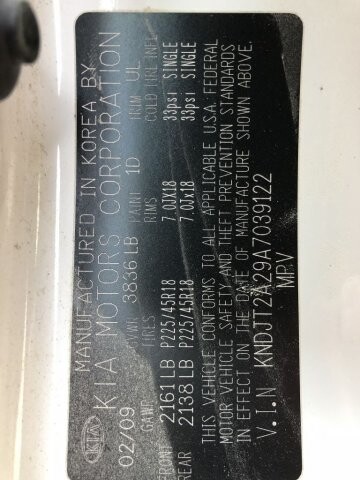 KIA
MANUFACTURED IN KOREA BY
KIA MOTORS CORPORATION
02/09 GVWR 3836 LB PAINT 1D TRIM UL
GAWR TIRES RIMS COLD TIRE INFL
FRONT 2161 LB P225/45R18 7.0JX18 33psi SINGLE
REAR 2138 LB P225/45R18 7.0JX18 33psi SINGLE
THIS VEHICLE CONFORMS TO ALL APPLICABLE U.S.A. FEDERAL
MOTOR VEHICLE SAFETY AND THEFT PREVENTION STANDARDS
IN EFFECT ON THE DATE OF MANUFACTURE SHOWN ABOVE.
V.I.N KNDJT2A29A7039122
MPV